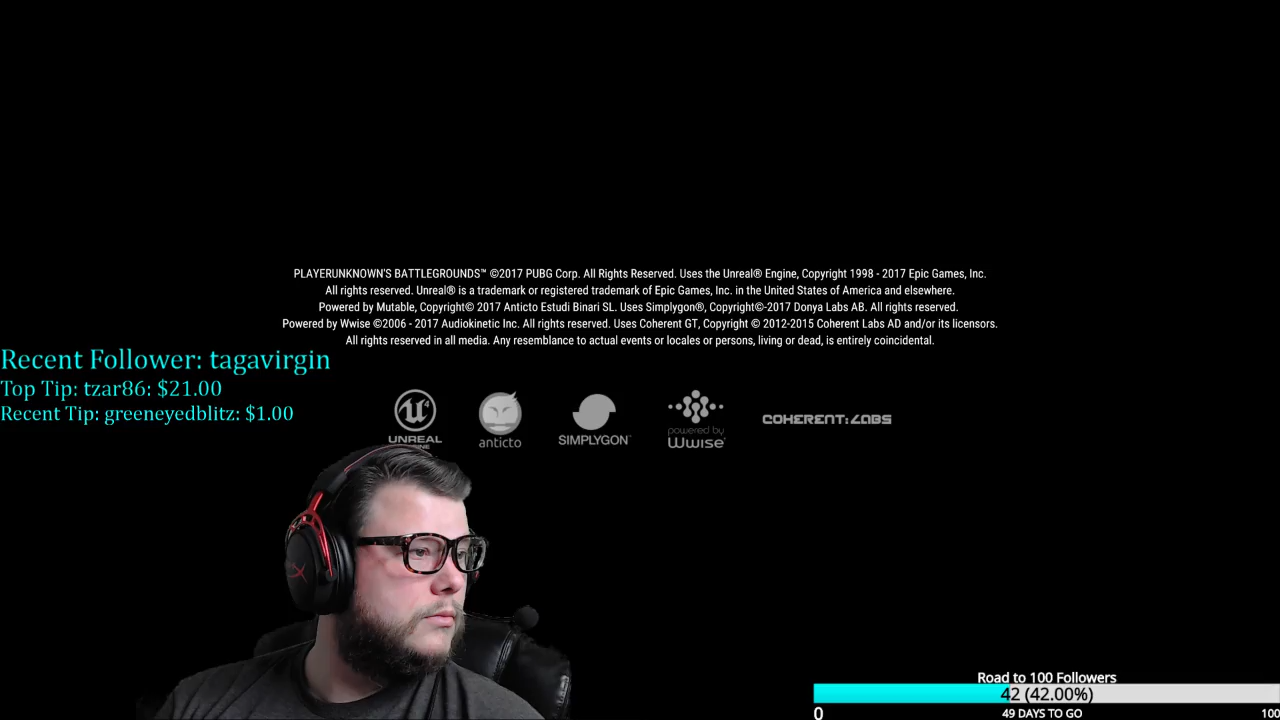 PLAYERUNKNOWN'S BATTLEGROUNDS™ ©2017 PUBG Corp. All Rights Reserved. Uses the Unreal® Engine, Copyright 1998 - 2017 Epic Games, Inc.
All rights reserved. Unreal® is a trademark or registered trademark of Epic Games, Inc. in the United States of America and elsewhere.
Powered by Mutable, Copyright© 2017 Anticto Estudi Binari SL. Uses Simplygon®, Copyright©-2017 Donya Labs AB. All rights reserved.
Powered by Wwise ©2006 - 2017 Audiokinetic Inc. All rights reserved. Uses Coherent GT, Copyright © 2012-2015 Coherent Labs AD and/or its licensors.
All rights reserved in all media. Any resemblance to actual events or locales or persons, living or dead, is entirely coincidental.
Recent Follower: tagavirgin
Top Tip: tzar86: $21.00
Recent Tip: greeneyedblitz: $1.00
UNREAL
anticto
SIMPLYGON
powered by
Wwise
COHERENT:LABS
Road to 100 Followers
42 (42.00%)
0
49 DAYS TO GO
100